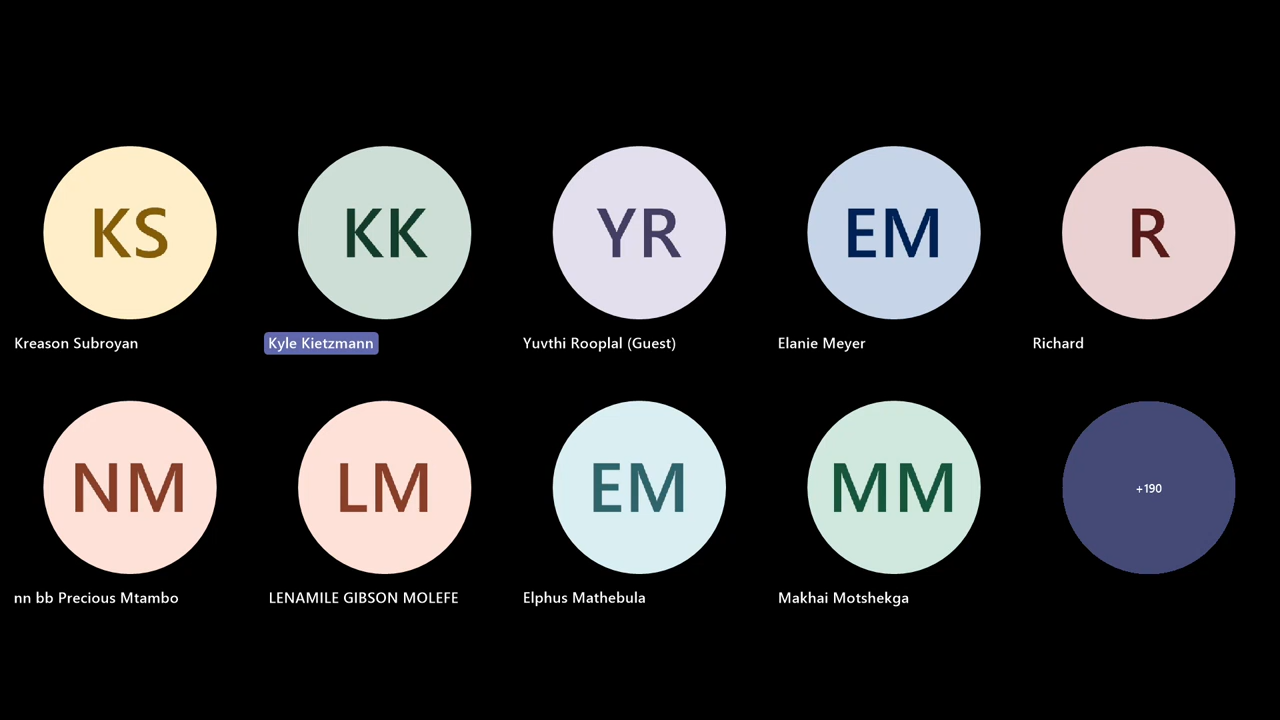 KS
KK
YR
EM
R
Kreason Subroyan
Kyle Kietzmann
Yuvthi Rooplal (Guest)
Elanie Meyer
Richard
NM
LM
EM
MM
+190
nn bb Precious Mtambo
LENAMILE GIBSON MOLEFE
Elphus Mathebula
Makhai Motshekga